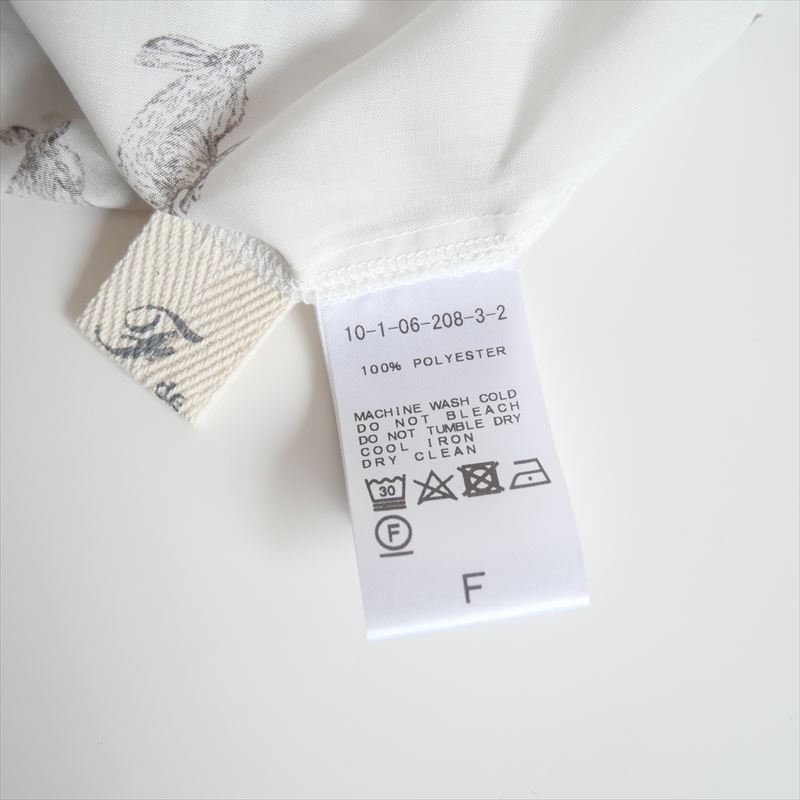 10-1-06-208-3-2
100% POLYESTER
MACHINE WASH COLD
DO NOT BLEACH
DO NOT TUMBLE DRY
COOL IRON
DRY CLEAN
30
F
F
de